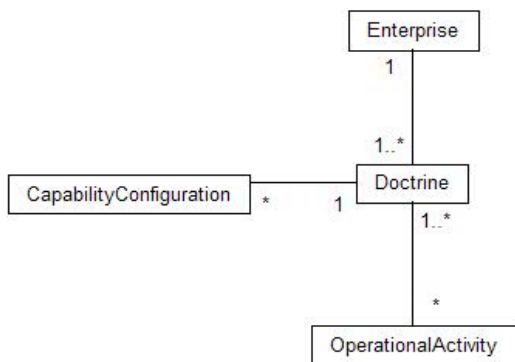 Enterprise
1
1..*
CapabilityConfiguration
*
1
Doctrine
1..*
*
OperationalActivity